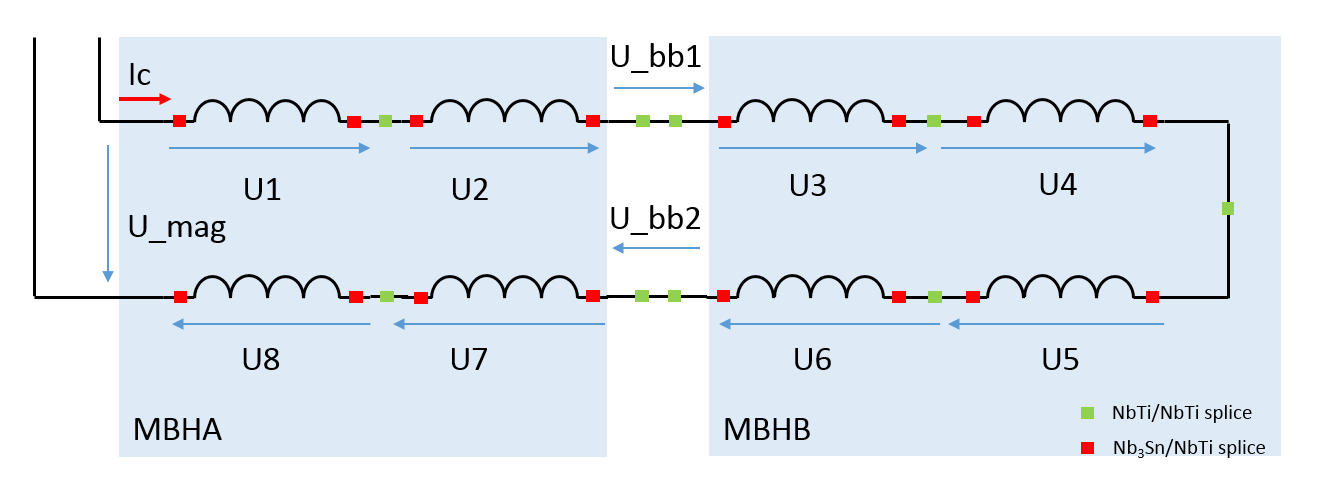 Ic
U_bb1
U1
U2
U3
U4
U_mag
U_bb2
U8
U7
U6
U5
MBHA
MBHB
NbTi/NbTi splice
Nb₃Sn/NbTi splice